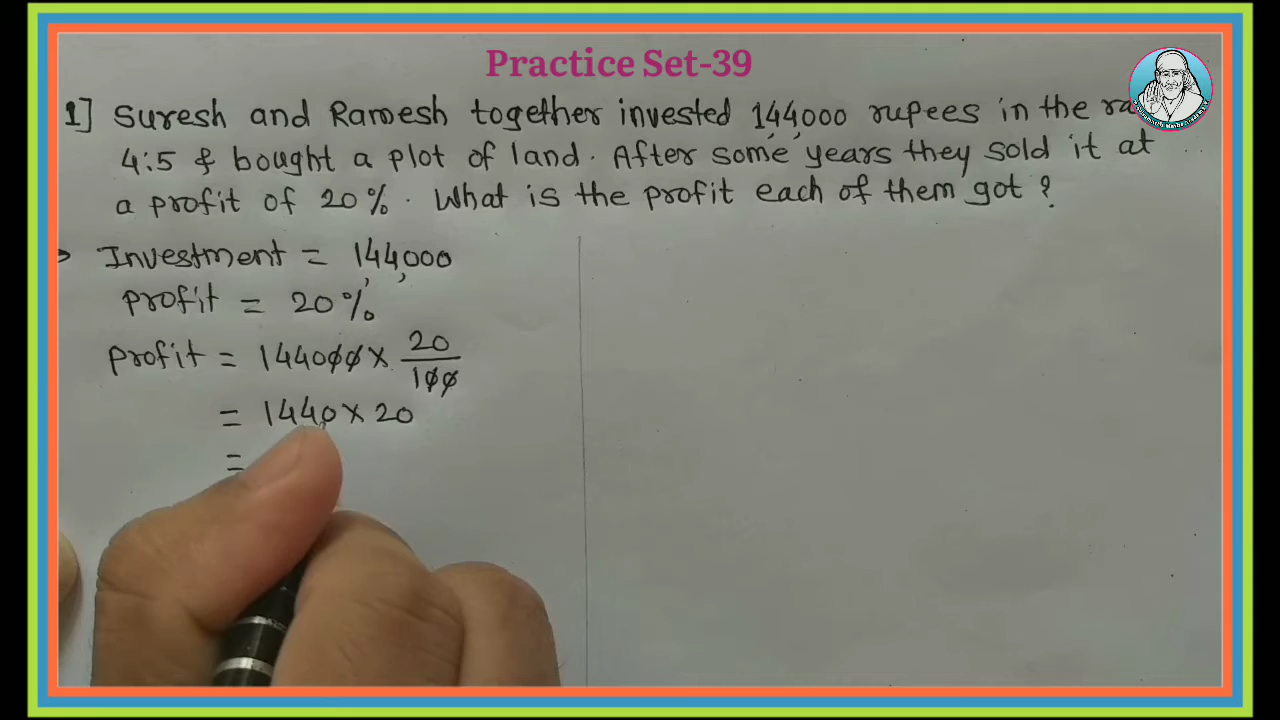 Practice Set-39
1] Suresh and Ramesh together invested 144000 rupees in the
4:5 & bought a plot of land. After some years they sold it at
a profit of 20%. What is the profit each of them got?
Investment = 144,000
profit = 20%
profit = 144000 × 20/100
= 1440 × 20
=